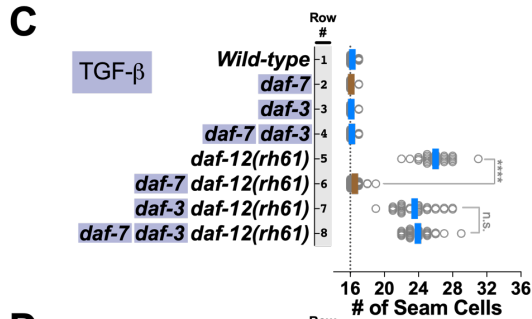 C
Row
#
TGF-β
Wild-type 1
daf-7 2
daf-3 3
daf-7 daf-3 4
daf-12(rh61) 5
daf-7 daf-12(rh61) 6
daf-3 daf-12(rh61) 7
daf-7 daf-3 daf-12(rh61) 8
****
n.s.
16 20 24 28 32 36
# of Seam Cells